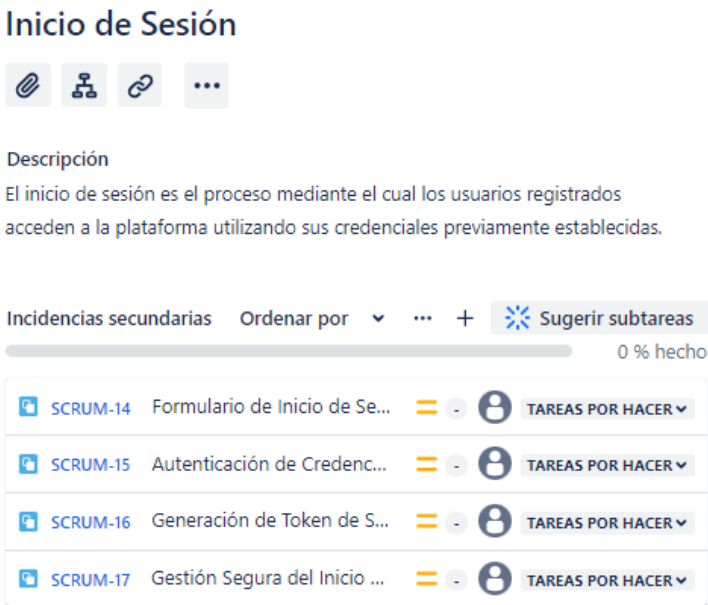 Inicio de Sesión
Descripción
El inicio de sesión es el proceso mediante el cual los usuarios registrados
acceden a la plataforma utilizando sus credenciales previamente establecidas.
Incidencias secundarias Ordenar por ... + Sugerir subtareas
0 % hecho
SCRUM-14 Formulario de Inicio de Se... - TAREAS POR HACER
SCRUM-15 Autenticación de Credenc... - TAREAS POR HACER
SCRUM-16 Generación de Token de S... - TAREAS POR HACER
SCRUM-17 Gestión Segura del Inicio ... - TAREAS POR HACER